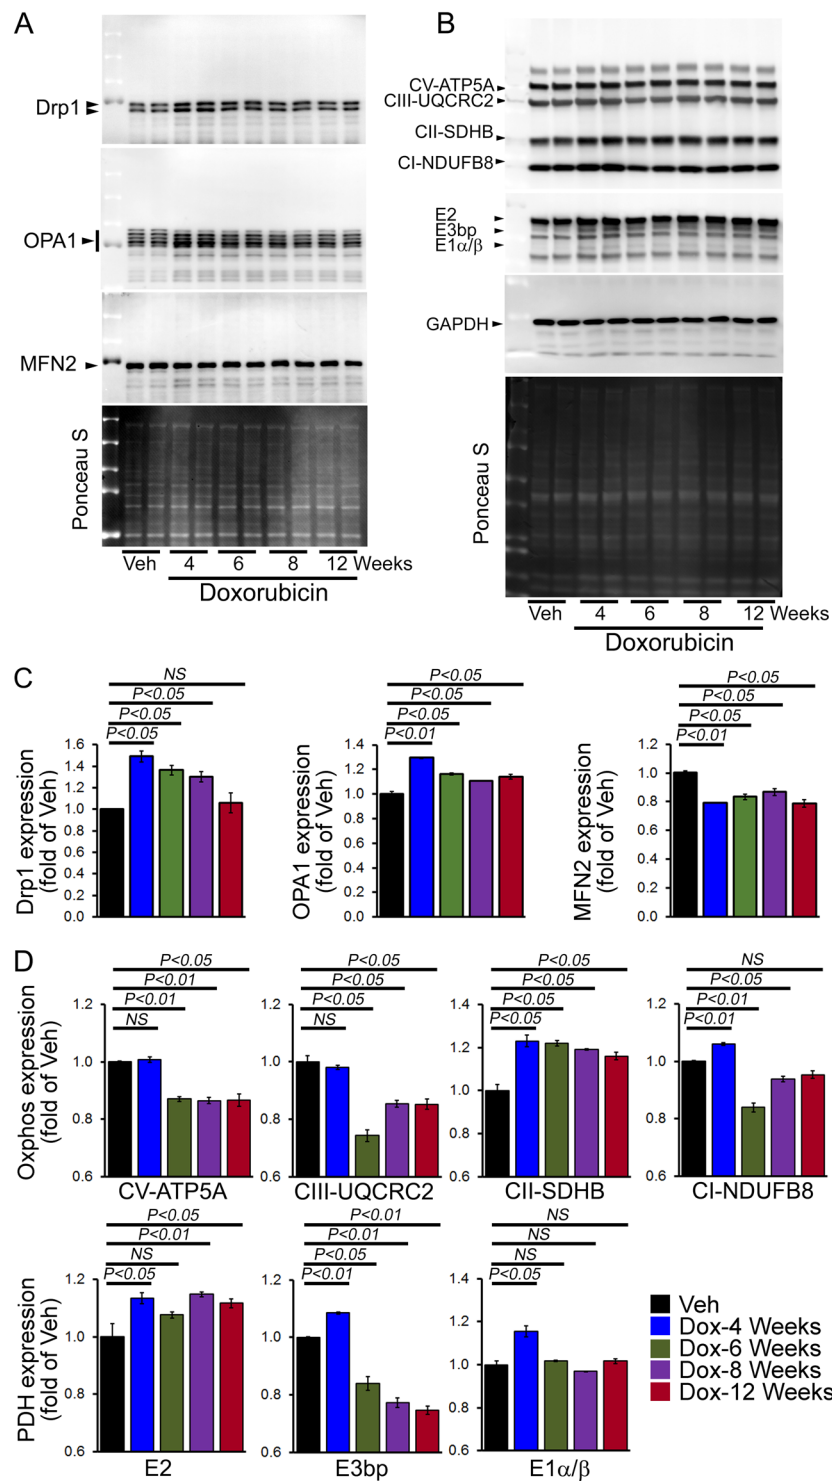 A
Drp1
OPA1
MFN2
Ponceau S
Veh 4 6 8 12 Weeks
Doxorubicin
B
CV-ATP5A
CIII-UQCRC2
CII-SDHB
CI-NDUFB8
E2
E3bp
E1α/β
GAPDH
Ponceau S
Veh 4 6 8 12 Weeks
Doxorubicin
C
NS
P<0.05
P<0.05
P<0.05
Drp1 expression
(fold of Veh)
1.6
1.4
1.2
1.0
0.8
0.6
0.4
0.2
0.0
P<0.05
P<0.05
P<0.05
P<0.01
OPA1 expression
(fold of Veh)
1.4
1.2
1.0
0.8
0.6
0.4
0.2
0.0
P<0.05
P<0.05
P<0.05
P<0.01
MFN2 expression
(fold of Veh)
1.2
1.0
0.8
0.6
0.4
0.2
0.0
D
P<0.05
P<0.01
P<0.01
NS
Oxphos expression
(fold of Veh)
1.2
1.0
0.8
0.6
CV-ATP5A
P<0.05
P<0.05
P<0.05
NS
1.2
1.0
0.8
0.6
CIII-UQCRC2
P<0.05
P<0.05
P<0.05
P<0.05
1.4
1.2
1.0
0.8
0.6
CII-SDHB
NS
P<0.05
P<0.01
P<0.01
1.2
1.0
0.8
0.6
CI-NDUFB8
P<0.05
P<0.01
NS
P<0.05
PDH expression
(fold of Veh)
1.2
1.0
0.8
0.6
E2
P<0.01
P<0.01
P<0.05
P<0.01
1.2
1.0
0.8
0.6
E3bp
NS
NS
NS
P<0.05
1.4
1.2
1.0
0.8
0.6
E1α/β
Veh
Dox-4 Weeks
Dox-6 Weeks
Dox-8 Weeks
Dox-12 Weeks